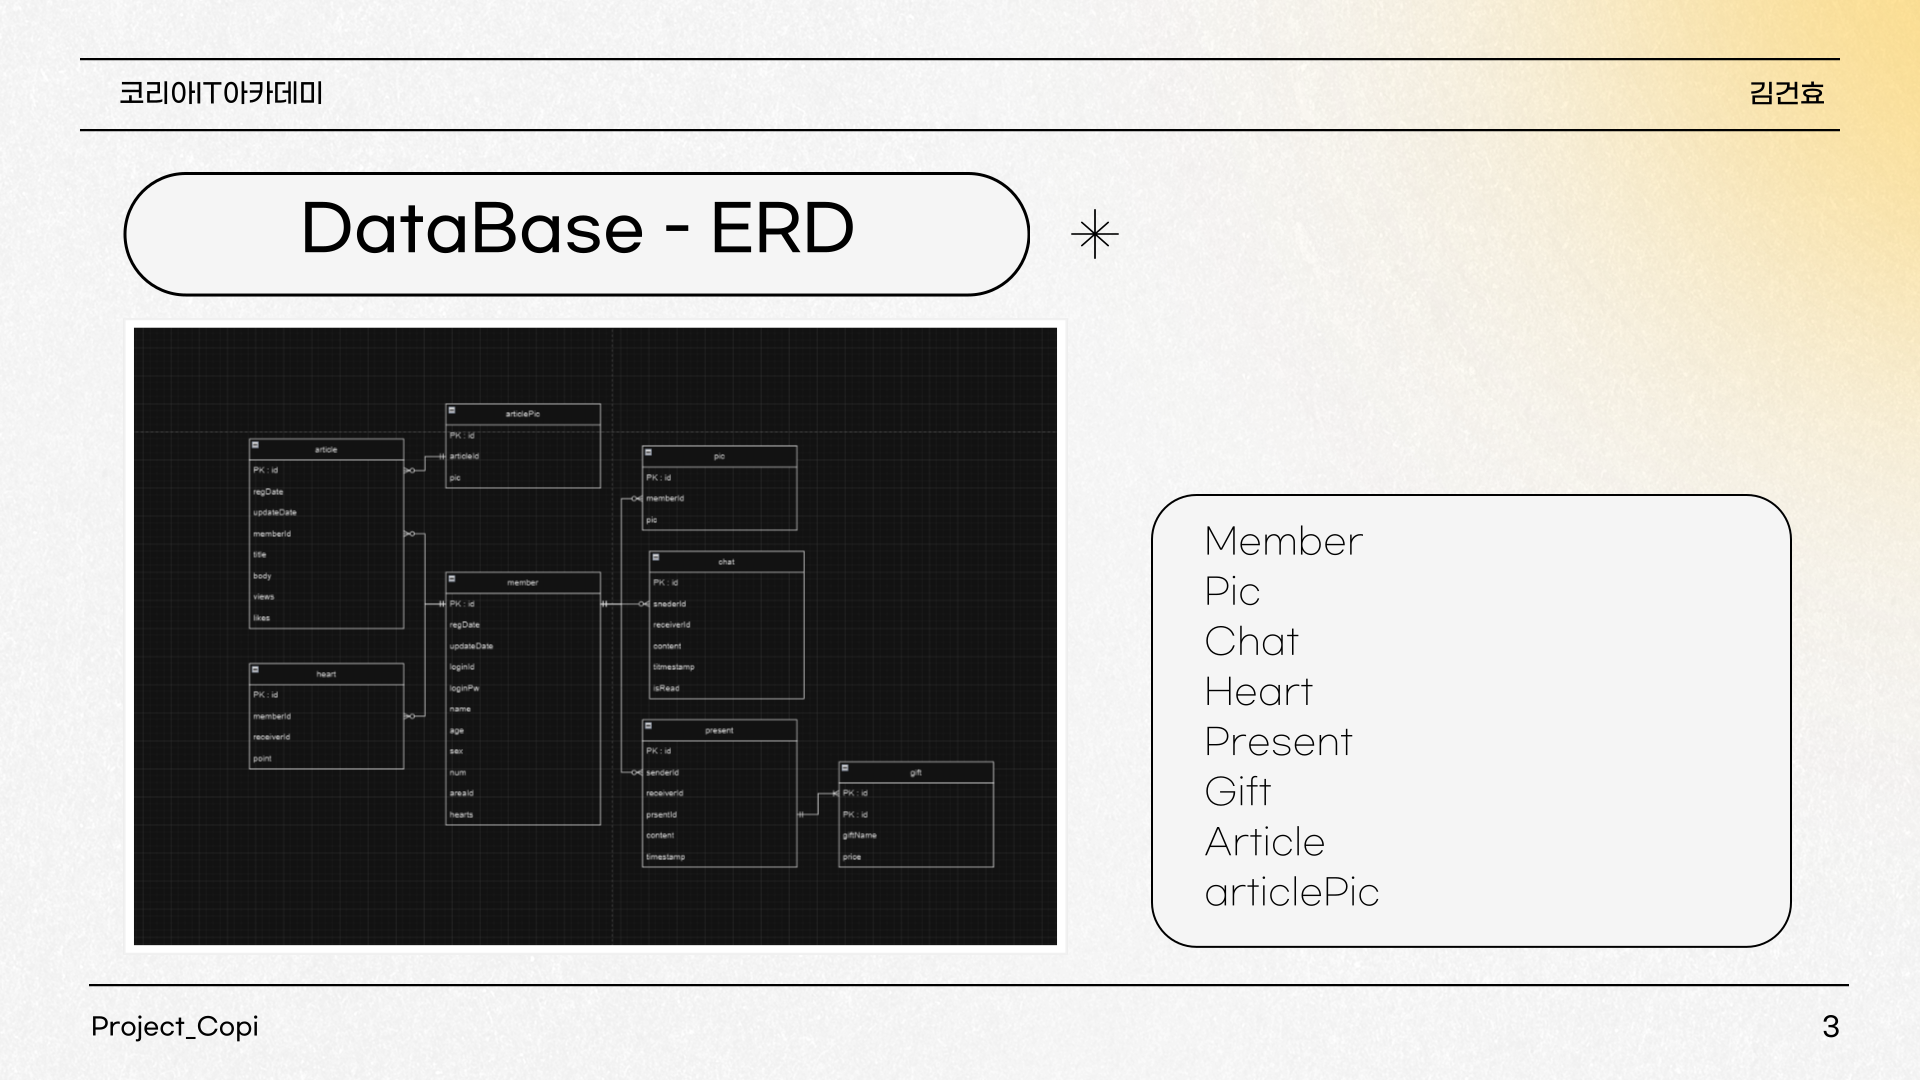 코리아IT아카데미
김건효
DataBase - ERD
articlePic
PK : id
articleId
pic
article
PK : id
regDate
updateDate
memberId
title
body
views
likes
pic
PK : id
memberId
pic
chat
PK : id
snederId
receiverId
content
titmestamp
isRead
member
PK : id
regDate
updateDate
loginId
loginPw
name
age
sex
num
areaId
hearts
heart
PK : id
memberId
receiverId
point
present
PK : id
senderId
receiverId
prsentId
content
timestamp
gift
PK : id
PK : id
giftName
price
Member
Pic
Chat
Heart
Present
Gift
Article
articlePic
Project_Copi
3